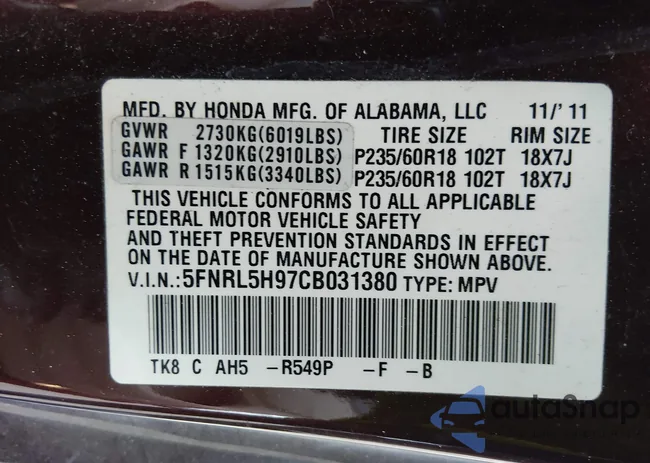 MFD. BY HONDA MFG. OF ALABAMA, LLC 11/'11
GVWR 2730KG(6019LBS) TIRE SIZE RIM SIZE
GAWR F 1320KG(2910LBS) P235/60R18 102T 18X7J
GAWR R 1515KG(3340LBS) P235/60R18 102T 18X7J
THIS VEHICLE CONFORMS TO ALL APPLICABLE
FEDERAL MOTOR VEHICLE SAFETY
AND THEFT PREVENTION STANDARDS IN EFFECT
ON THE DATE OF MANUFACTURE SHOWN ABOVE.
V.I.N.:5FNRL5H97CB031380 TYPE: MPV
TK8 C AH5 -R549P -F -B
autoSnap